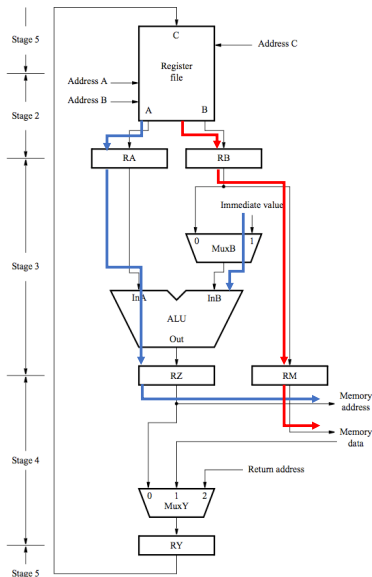 Stage 5
C
Address C
Register
file
Address A
Address B
Stage 2
A
B
RA
RB
Immediate value
0
1
MuxB
Stage 3
InA
InB
ALU
Out
RZ
RM
Memory
address
Memory
data
Stage 4
Return address
0
1
2
MuxY
RY
Stage 5